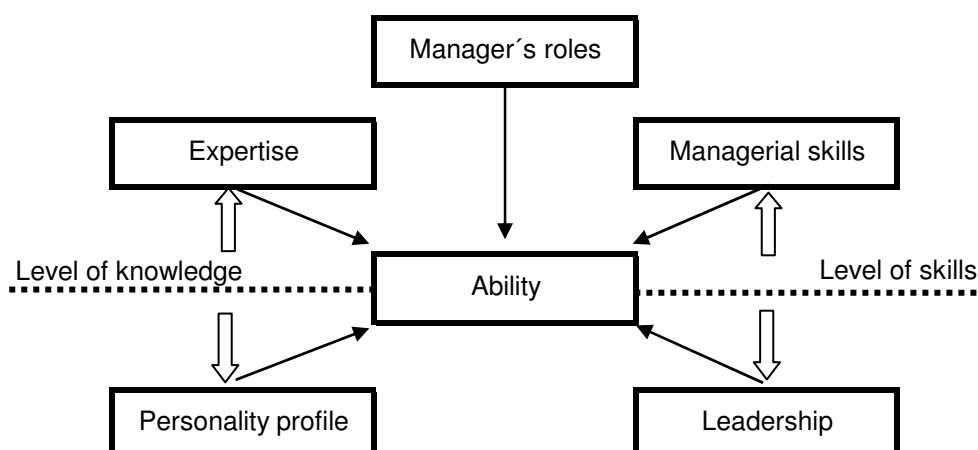 Manager´s roles
Expertise
Managerial skills
Level of knowledge
Ability
Level of skills
Personality profile
Leadership